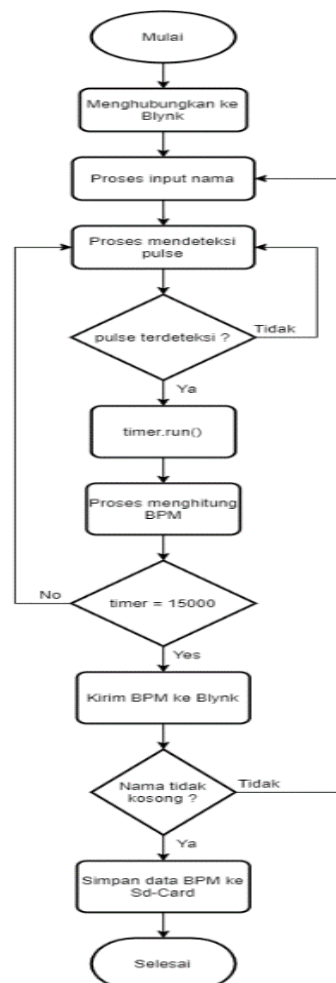 Mulai
Menghubungkan ke
Blynk
Proses input nama
Proses mendeteksi
pulse
pulse terdeteksi ?
Tidak
Ya
timer.run()
Proses menghitung
BPM
timer = 15000
No
Yes
Kirim BPM ke Blynk
Nama tidak
kosong ?
Tidak
Ya
Simpan data BPM ke
Sd-Card
Selesai